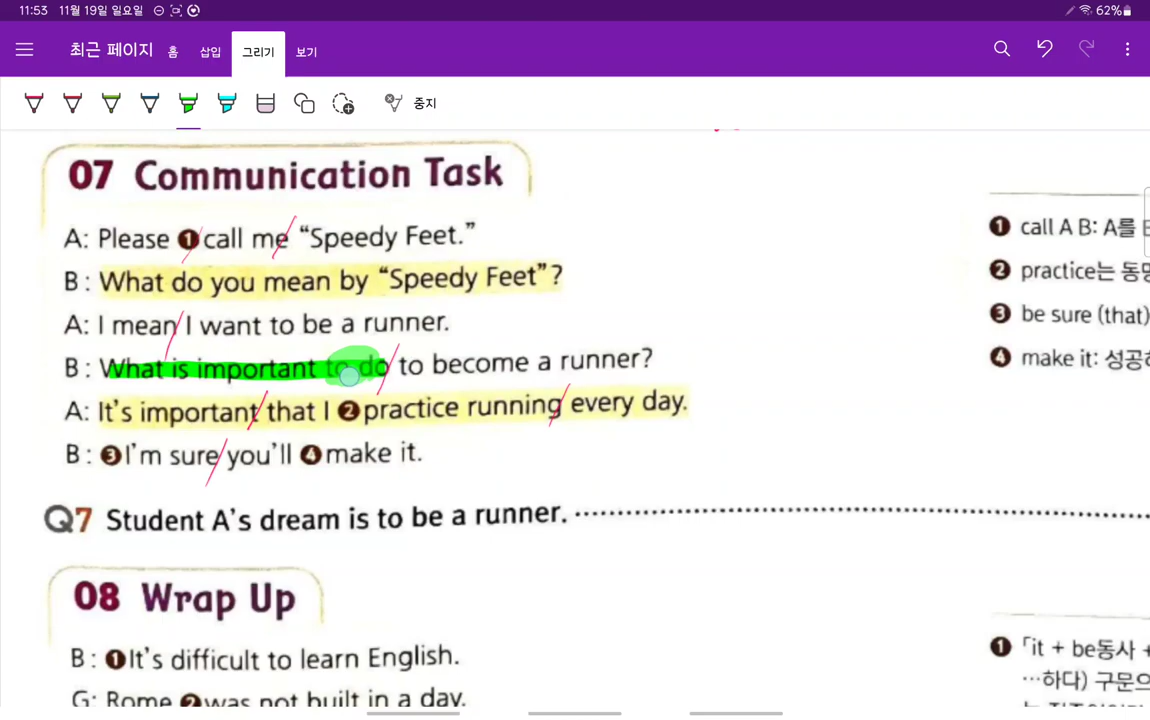 11:53 11월 19일 일요일 62%
최근 페이지 홈 삽입 그리기 보기
중지
07 Communication Task
A: Please ❶call me “Speedy Feet.”
B: What do you mean by “Speedy Feet”?
A: I mean I want to be a runner.
B: What is important to do to become a runner?
A: It's important that I ❷practice running every day.
B: ❸I'm sure you'll ❹make it.
❶ call A B: A를
❷ practice는
❸ be sure (that)
❹ make it:
Q7 Student A's dream is to be a runner.
08 Wrap Up
B: ❶It's difficult to learn English.
G: Rome ❷was not built in a day.
❶ 「it + be동사 +
…하다)